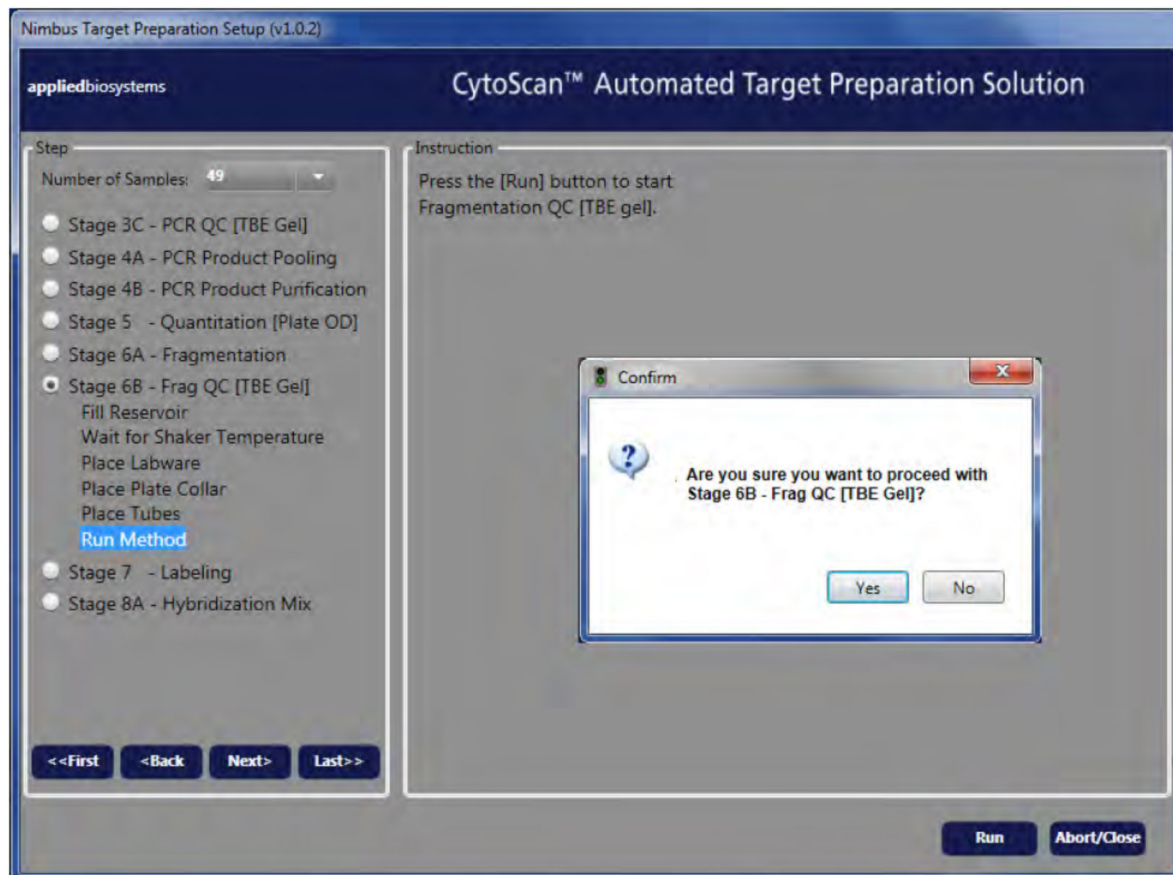 Nimbus Target Preparation Setup (v1.0.2)
appliedbiosystems
CytoScan™ Automated Target Preparation Solution
Step
Number of Samples: 49
Stage 3C - PCR QC [TBE Gel]
Stage 4A - PCR Product Pooling
Stage 4B - PCR Product Purification
Stage 5 - Quantitation [Plate OD]
Stage 6A - Fragmentation
Stage 6B - Frag QC [TBE Gel]
Fill Reservoir
Wait for Shaker Temperature
Place Labware
Place Plate Collar
Place Tubes
Run Method
Stage 7 - Labeling
Stage 8A - Hybridization Mix
<<First <Back Next> Last>>
Instruction
Press the [Run] button to start
Fragmentation QC [TBE gel].
Confirm
Are you sure you want to proceed with
Stage 6B - Frag QC [TBE Gel]?
Yes No
Run Abort/Close